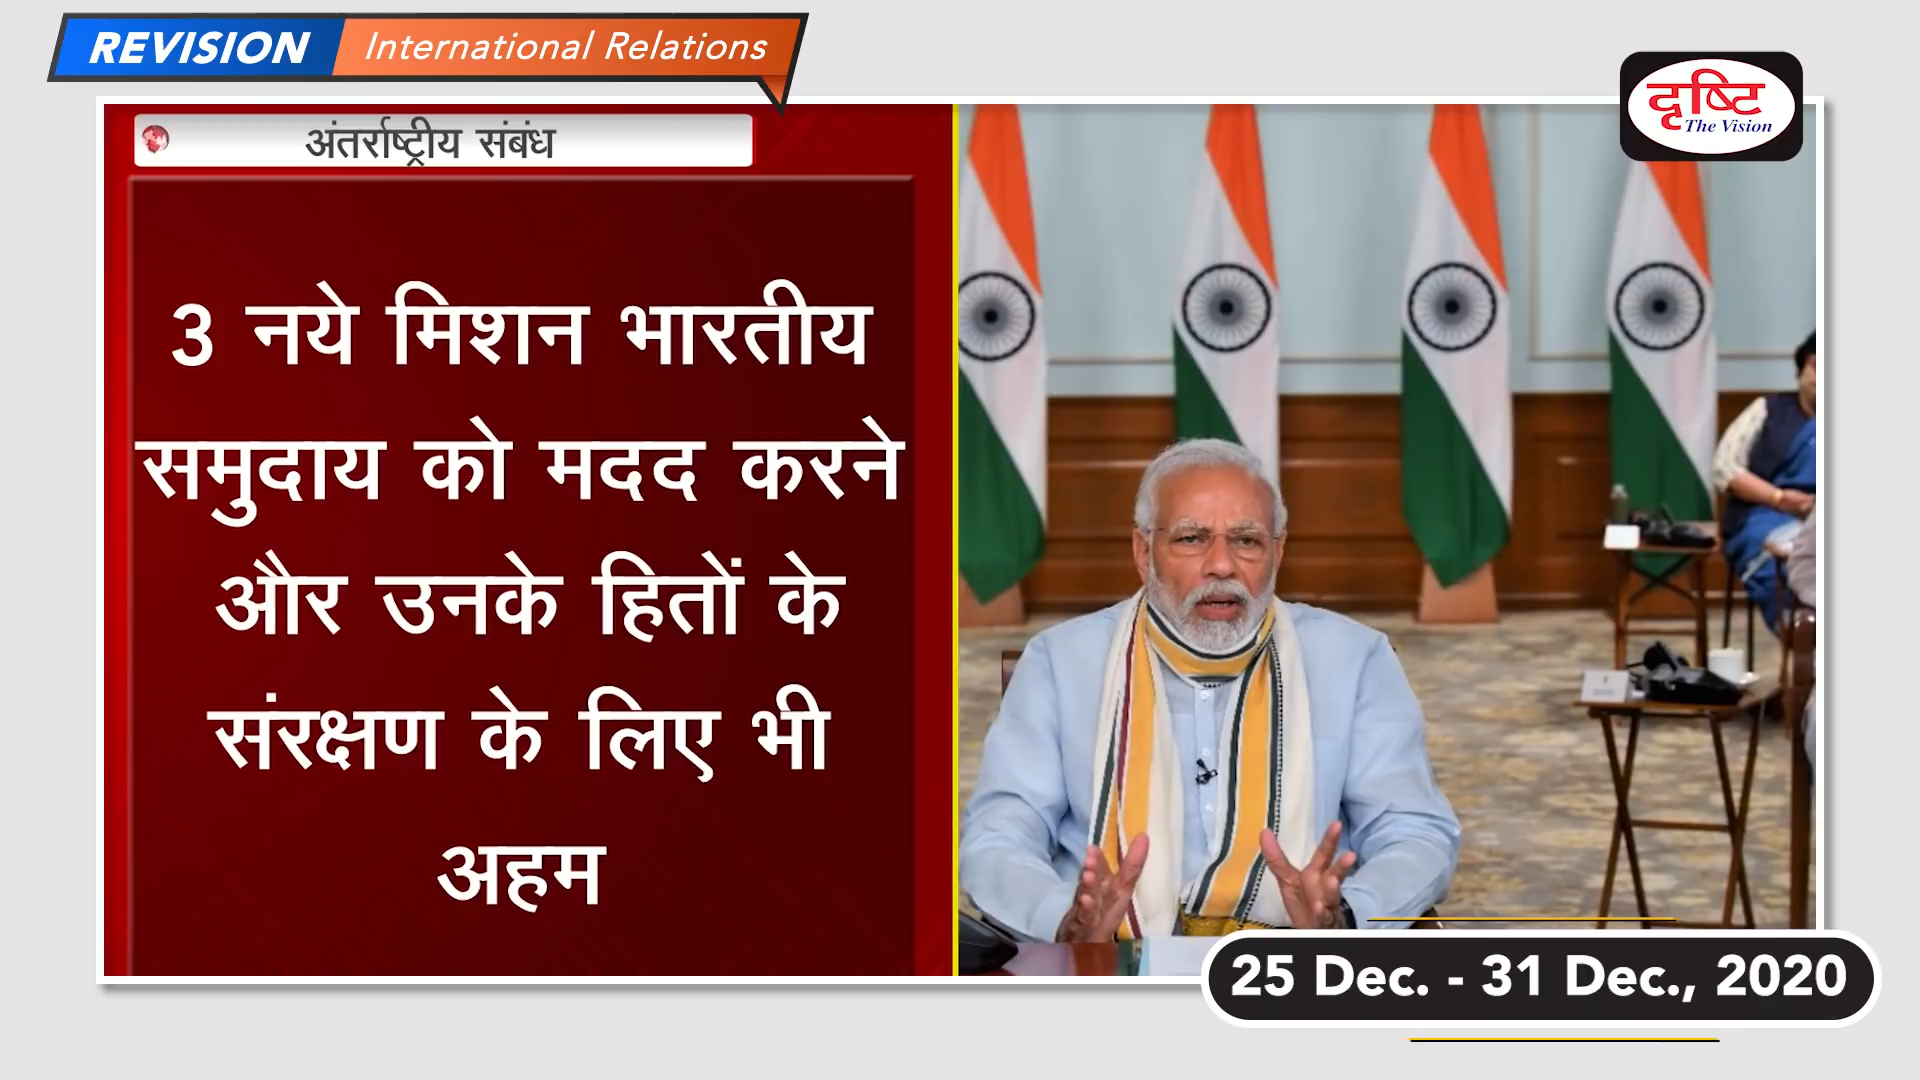 REVISION International Relations
दृष्टि
The Vision
अंतर्राष्ट्रीय संबंध
3 नये मिशन भारतीय
समुदाय को मदद करने
और उनके हितों के
संरक्षण के लिए भी
अहम
25 Dec. - 31 Dec., 2020